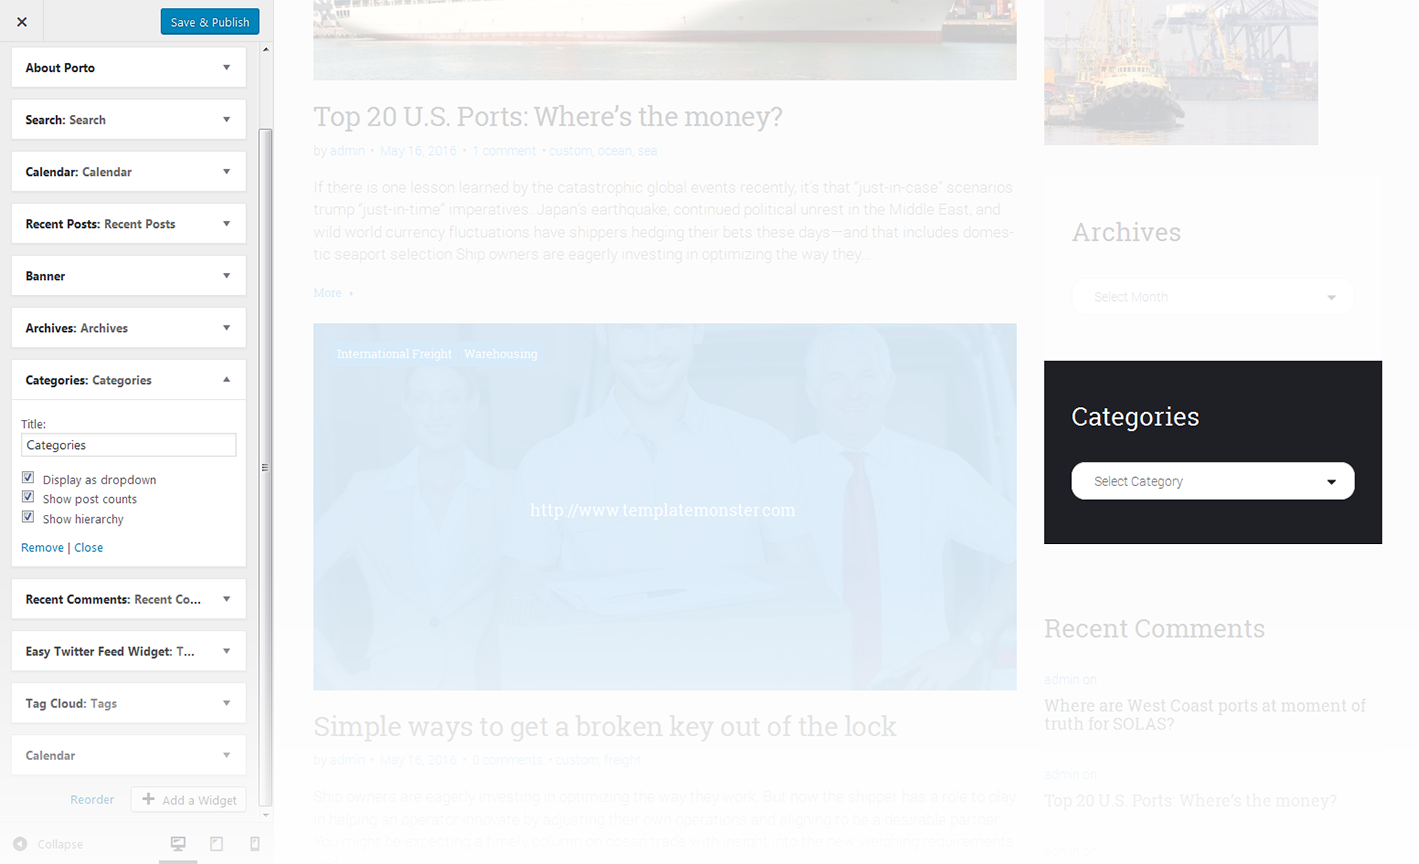 Save & Publish
About Porto
Search: Search
Calendar: Calendar
Recent Posts: Recent Posts
Banner
Archives: Archives
Categories: Categories
Title:
Categories
Display as dropdown
Show post counts
Show hierarchy
Remove | Close
Recent Comments: Recent Co...
Easy Twitter Feed Widget: T...
Tag Cloud: Tags
Calendar
Reorder
Add a Widget
Collapse
Top 20 U.S. Ports: Where's the money?
by admin • May 16, 2016 • 1 comment • custom, ocean, sea
If there is one lesson learned by the catastrophic global events recently, it's that “just-in-case” scenarios
trump “just-in-time” imperatives. Japan's earthquake, continued political unrest in the Middle East, and
wild world currency fluctuations have shippers hedging their bets these days—and that includes domes-
tic seaport selection Ship owners are eagerly investing in optimizing the way they...
More
International Freight Warehousing
http://www.templatemonster.com
Simple ways to get a broken key out of the lock
by admin • May 16, 2016 • 0 comments • custom, freight
Ship owners are eagerly investing in optimizing the way they work. But now the shipper has a role to play
in helping an operator innovate by adjusting their own operations and aligning to be a desirable partner.
You might be expecting a timely column on ocean trade with insight into the new weighing requirements
Archives
Select Month
Categories
Select Category
Recent Comments
admin on
Where are West Coast ports at moment of
truth for SOLAS?
admin on
Top 20 U.S. Ports: Where's the money?
admin on